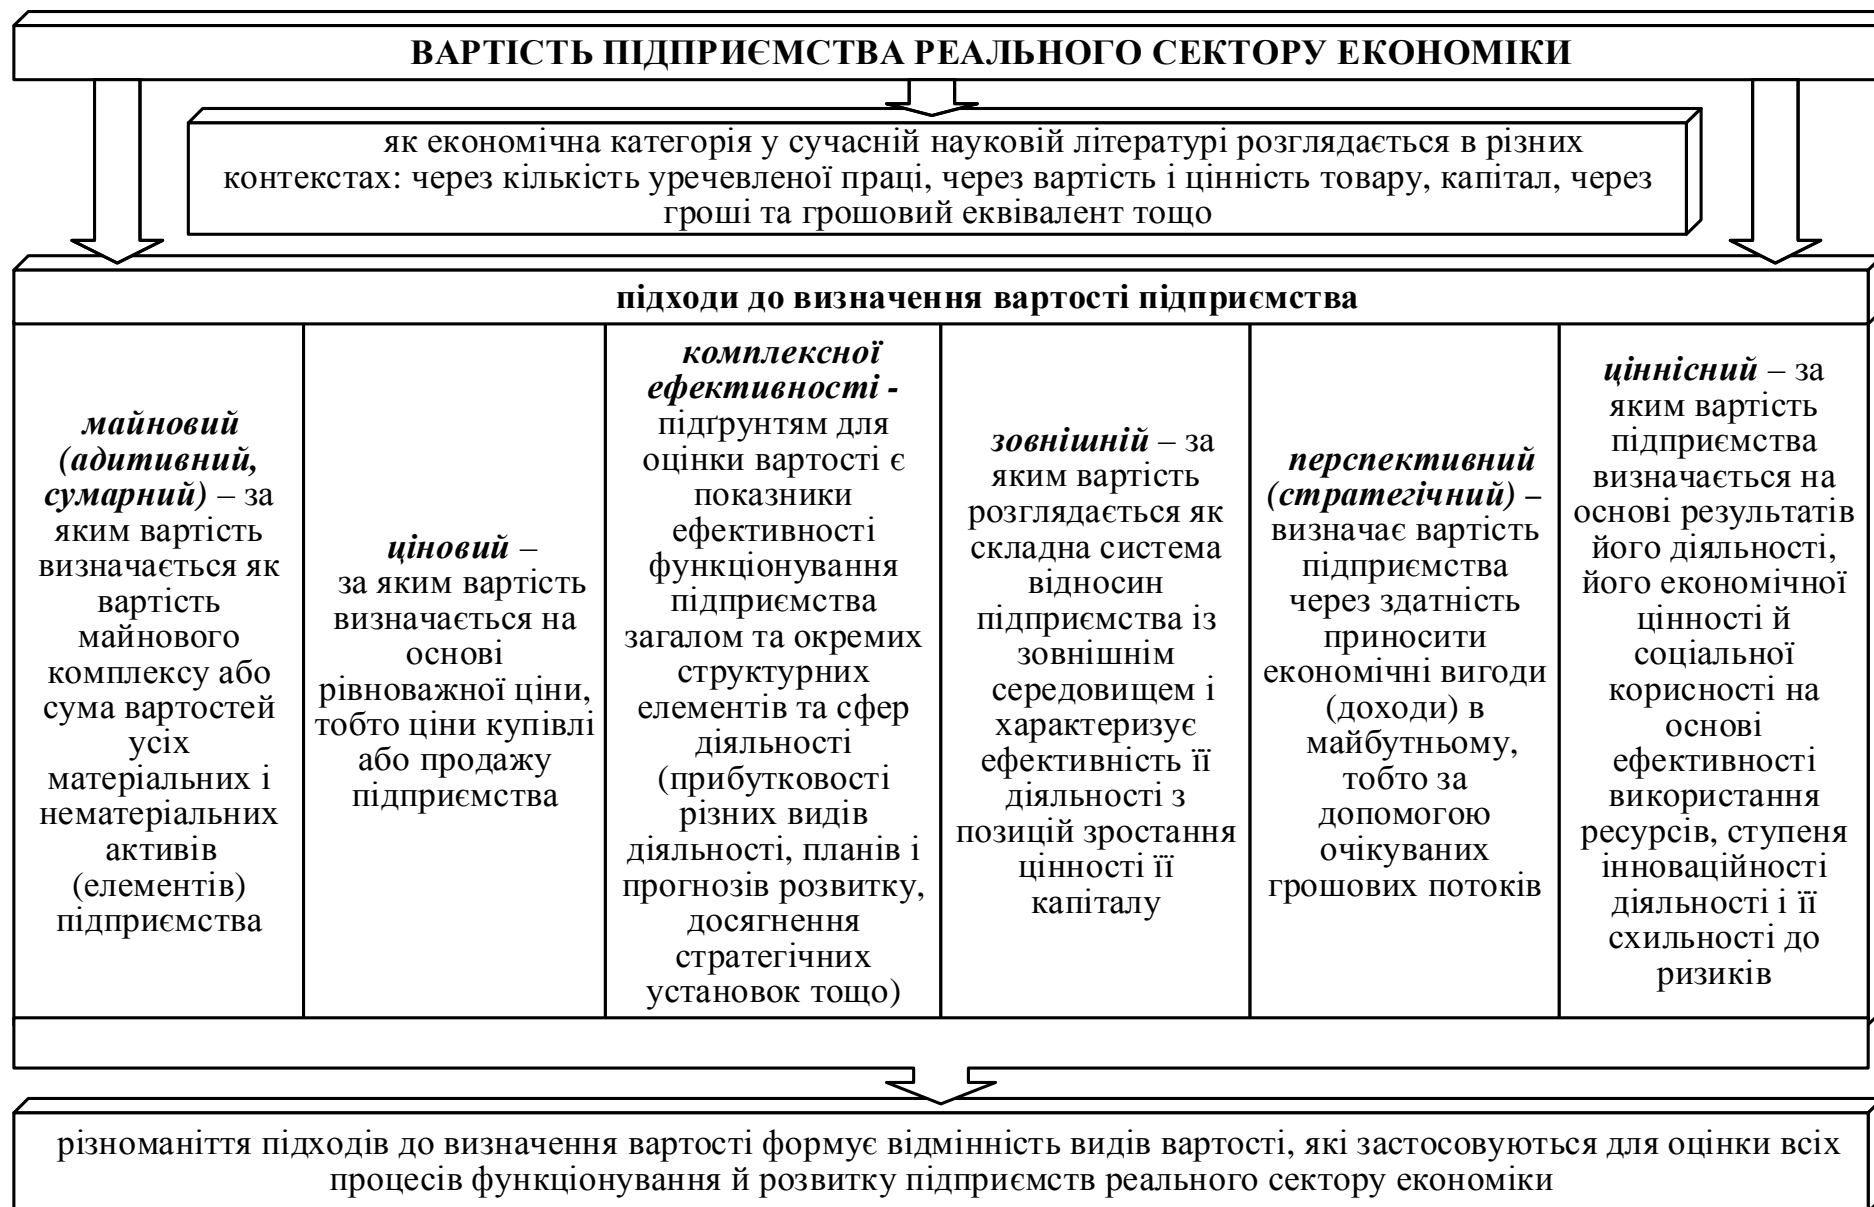 ВАРТІСТЬ ПІДПРИЄМСТВА РЕАЛЬНОГО СЕКТОРУ ЕКОНОМІКИ
як економічна категорія у сучасній науковій літературі розглядається в різних
контекстах: через кількість уречевленої праці, через вартість і цінність товару, капітал, через
гроші та грошовий еквівалент тощо
підходи до визначення вартості підприємства
майновий
(адитивний,
сумарний) – за
яким вартість
визначається як
вартість
майнового
комплексу або
сума вартостей
усіх
матеріальних і
нематеріальних
активів
(елементів)
підприємства
ціновий –
за яким вартість
визначається на
основі
рівноважної ціни,
тобто ціни купівлі
або продажу
підприємства
комплексної
ефективності -
підґрунтям для
оцінки вартості є
показники
ефективності
функціонування
підприємства
загалом та окремих
структурних
елементів та сфер
діяльності
(прибутковості
різних видів
діяльності, планів і
прогнозів розвитку,
досягнення
стратегічних
установок тощо)
зовнішній – за
яким вартість
розглядається як
складна система
відносин
підприємства із
зовнішнім
середовищем і
характеризує
ефективність її
діяльності з
позицій зростання
цінності її
капіталу
перспективний
(стратегічний) –
визначає вартість
підприємства
через здатність
приносити
економічні вигоди
(доходи) в
майбутньому,
тобто за
допомогою
очікуваних
грошових потоків
ціннісний – за
яким вартість
підприємства
визначається на
основі результатів
його діяльності,
його економічної
цінності й
соціальної
корисності на
основі
ефективності
використання
ресурсів, ступеня
інноваційності
діяльності і її
схильності до
ризиків
різноманіття підходів до визначення вартості формує відмінність видів вартості, які застосовуються для оцінки всіх
процесів функціонування й розвитку підприємств реального сектору економіки